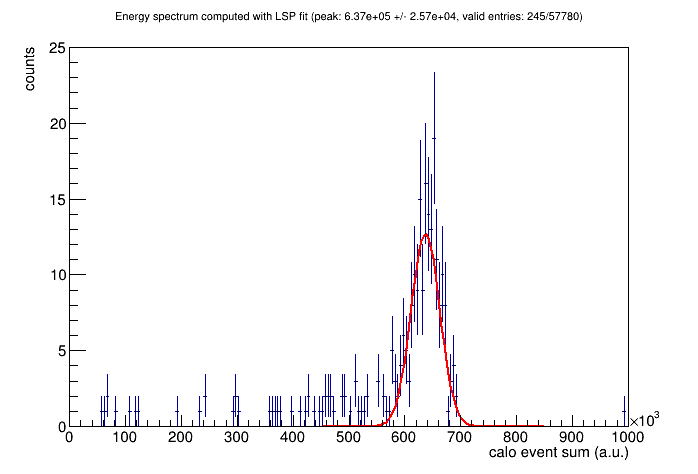 Energy spectrum computed with LSP fit (peak: 6.37e+05 +/- 2.57e+04, valid entries: 245/57780)
counts
25
20
15
10
5
0
0 100 200 300 400 500 600 700 800 900 1000
×10³
calo event sum (a.u.)